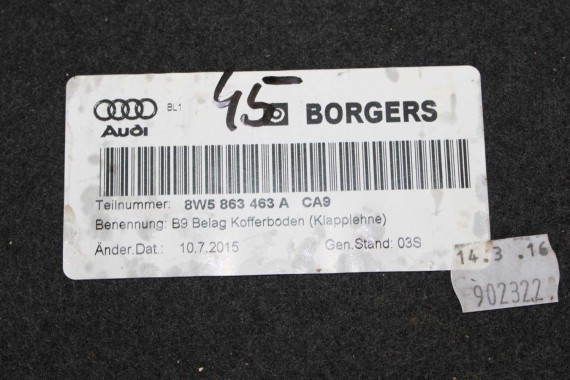 45-
BL1
BORGERS
Audi
Teilnummer: 8W5 863 463 A CA9
Benennung: B9 Belag Kofferboden (Klapplehne)
Änder.Dat.: 10.7.2015 Gen.Stand: 03S
14.3 .16
902322